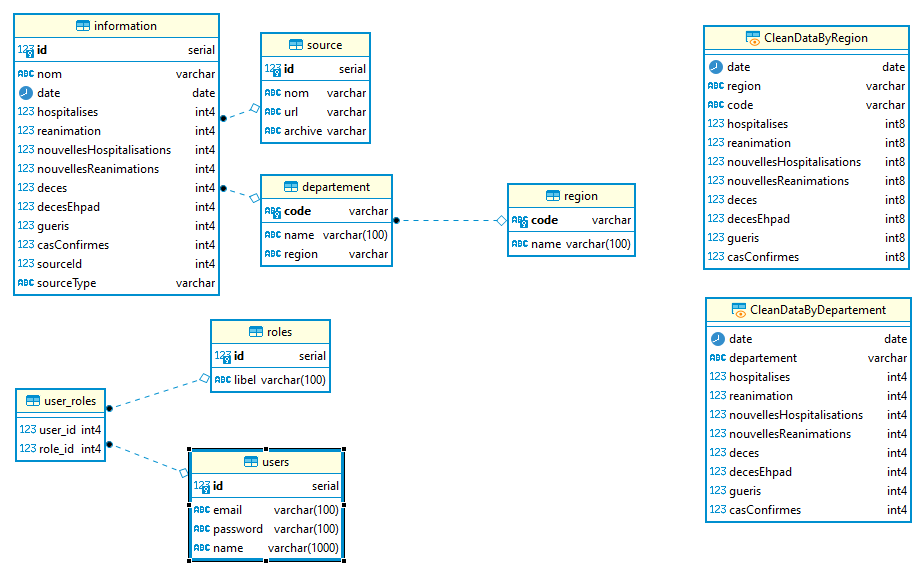 information
123 id serial
ABC nom varchar
date date
123 hospitalises int4
123 reanimation int4
123 nouvellesHospitalisations int4
123 nouvellesReanimations int4
123 deces int4
123 decesEhpad int4
123 gueris int4
123 casConfirmes int4
123 sourceId int4
ABC sourceType varchar
source
123 id serial
ABC nom varchar
ABC url varchar
ABC archive varchar
departement
ABC code varchar
ABC name varchar(100)
ABC region varchar
region
ABC code varchar
ABC name varchar(100)
CleanDataByRegion
date date
ABC region varchar
ABC code varchar
123 hospitalises int8
123 reanimation int8
123 nouvellesHospitalisations int8
123 nouvellesReanimations int8
123 deces int8
123 decesEhpad int8
123 gueris int8
123 casConfirmes int8
roles
123 id serial
ABC libel varchar(100)
user_roles
123 user_id int4
123 role_id int4
users
123 id serial
ABC email varchar(100)
ABC password varchar(100)
ABC name varchar(1000)
CleanDataByDepartement
date date
ABC departement varchar
123 hospitalises int4
123 reanimation int4
123 nouvellesHospitalisations int4
123 nouvellesReanimations int4
123 deces int4
123 decesEhpad int4
123 gueris int4
123 casConfirmes int4